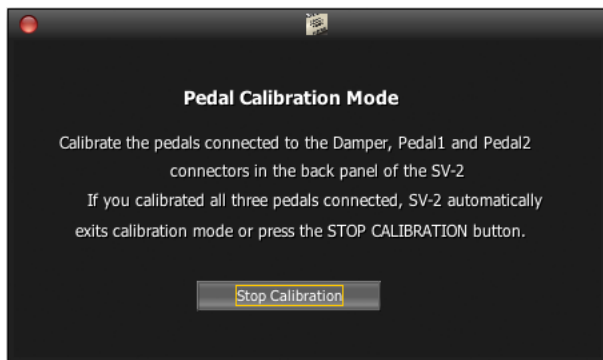 Pedal Calibration Mode
Calibrate the pedals connected to the Damper, Pedal1 and Pedal2
connectors in the back panel of the SV-2
If you calibrated all three pedals connected, SV-2 automatically
exits calibration mode or press the STOP CALIBRATION button.
Stop Calibration